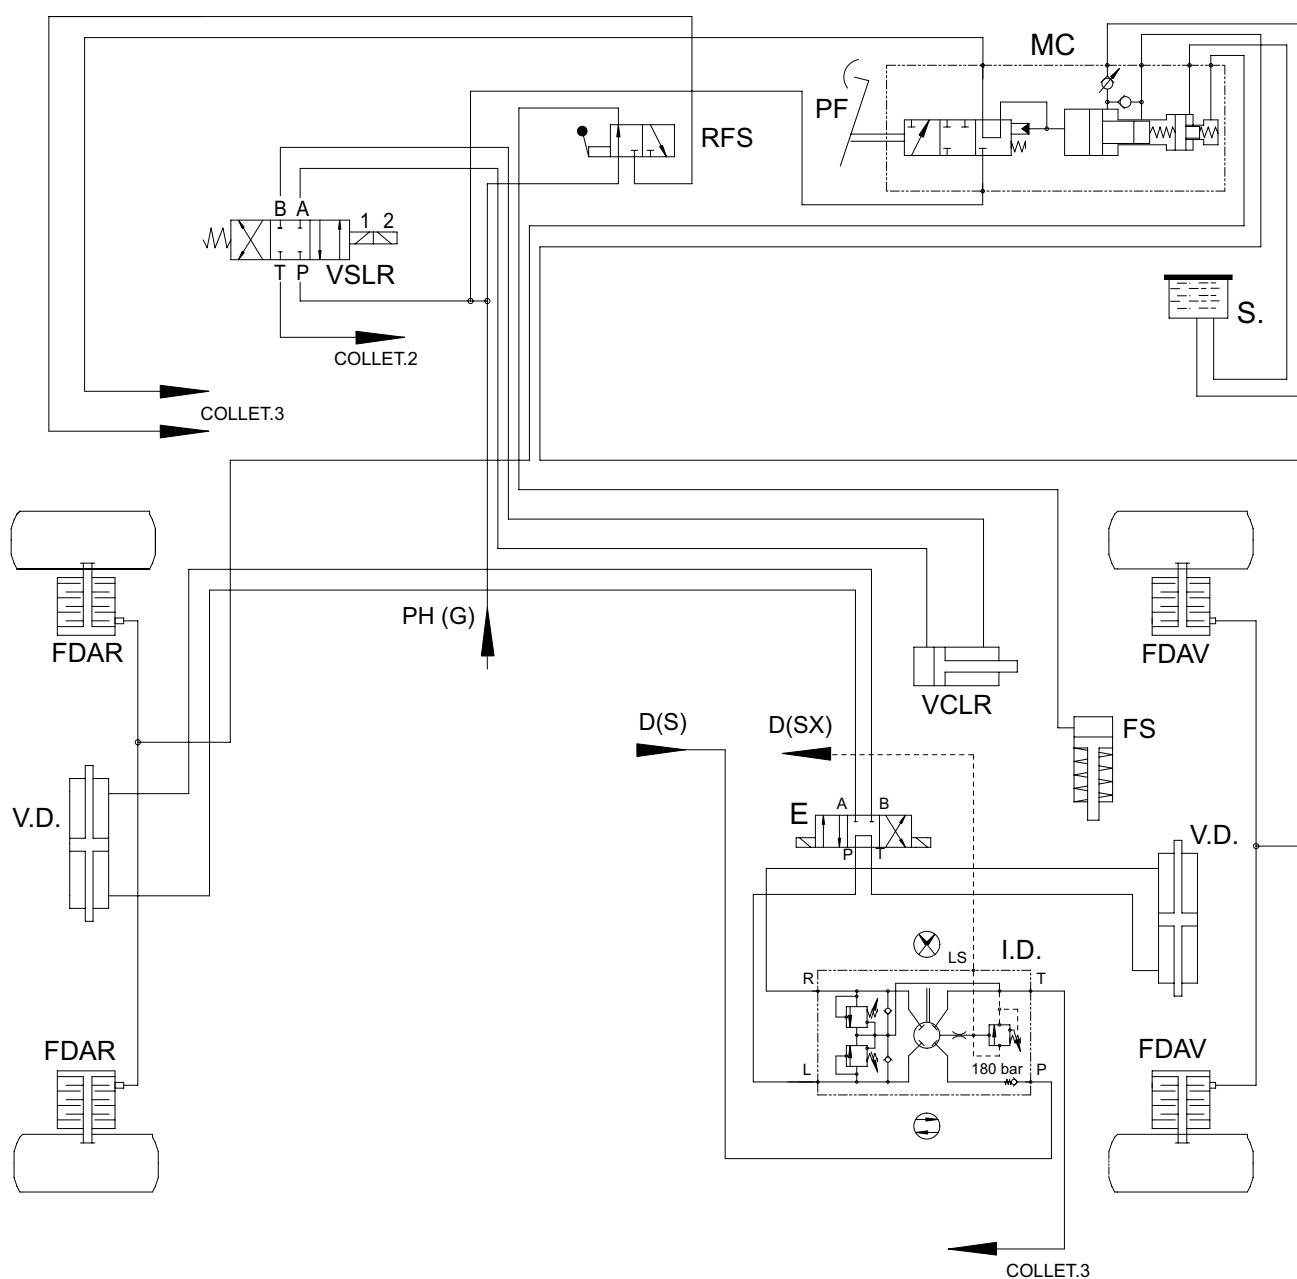 MC
PF
RFS
B A
1 2
T P
VSLR
S.
COLLET.2
COLLET.3
PH (G)
FDAR
FDAV
VCLR
D(S)
D(SX)
FS
V.D.
A B
E
P T
V.D.
I.D.
LS
R
T
FDAR
FDAV
L
180 bar
P
COLLET.3